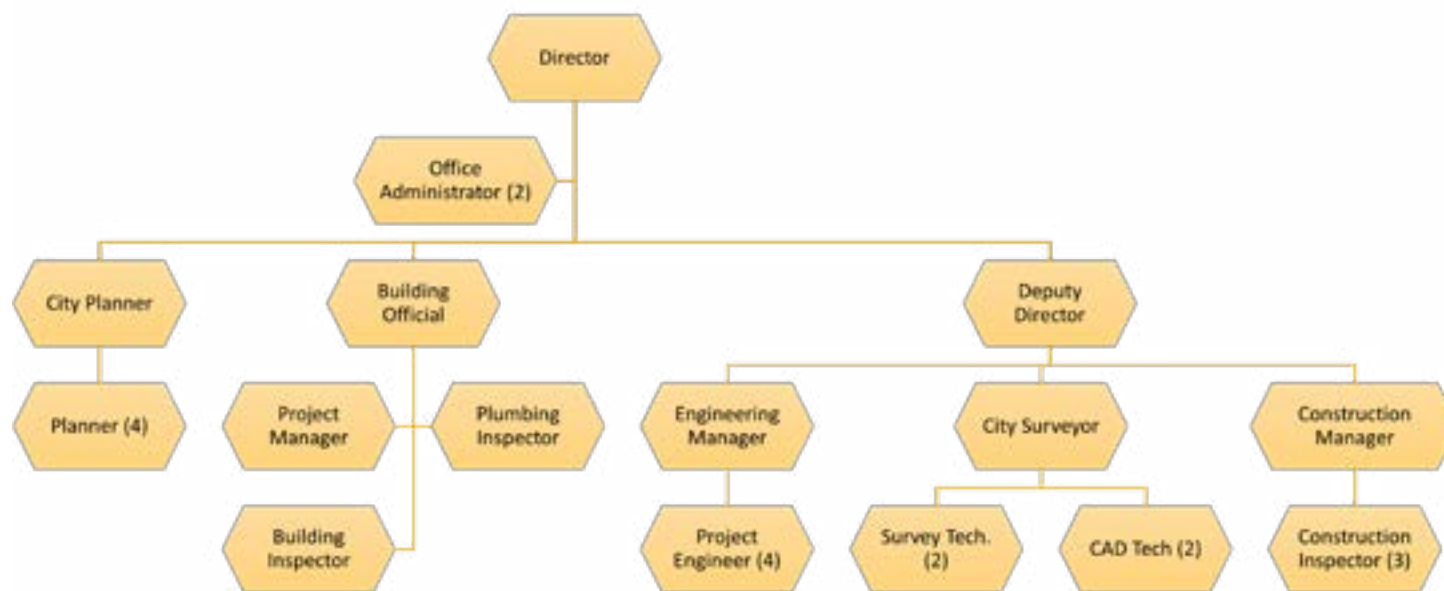 Director
Office
Administrator (2)
City Planner
Building
Official
Deputy
Director
Planner (4)
Project
Manager
Plumbing
Inspector
Engineering
Manager
City Surveyor
Construction
Manager
Building
Inspector
Project
Engineer (4)
Survey Tech.
(2)
CAD Tech (2)
Construction
Inspector (3)